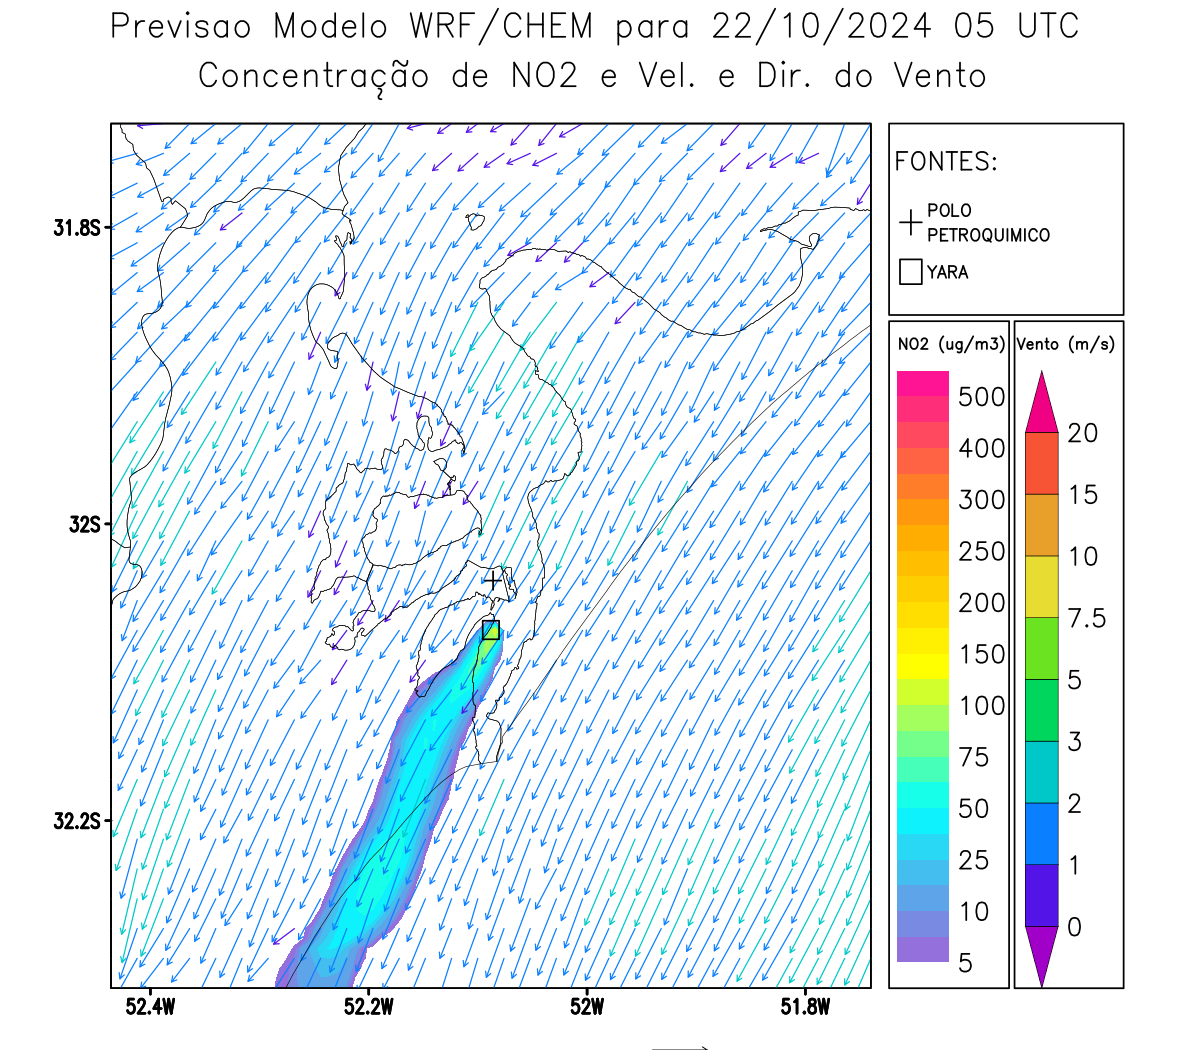 Previsao Modelo WRF/CHEM para 22/10/2024 05 UTC
Concentração de NO2 e Vel. e Dir. do Vento
FONTES:
POLO
PETROQUIMICO
YARA
NO2 (ug/m3)
500
400
300
250
200
150
100
75
50
25
10
5
Vento (m/s)
20
15
10
7.5
5
3
2
1
0
31.8S
32S
32.2S
52.4W 52.2W 52W 51.8W